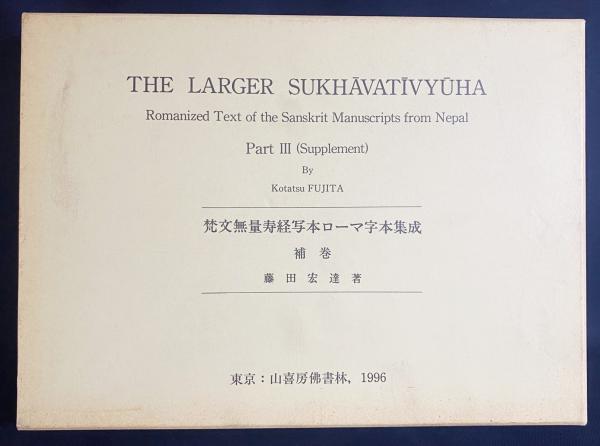 THE LARGER SUKHĀVATĪVYŪHA
Romanized Text of the Sanskrit Manuscripts from Nepal
Part III (Supplement)
By
Kotatsu FUJITA
梵文無量寿経写本ローマ字本集成
補巻
藤田宏達著
東京：山喜房佛書林，1996